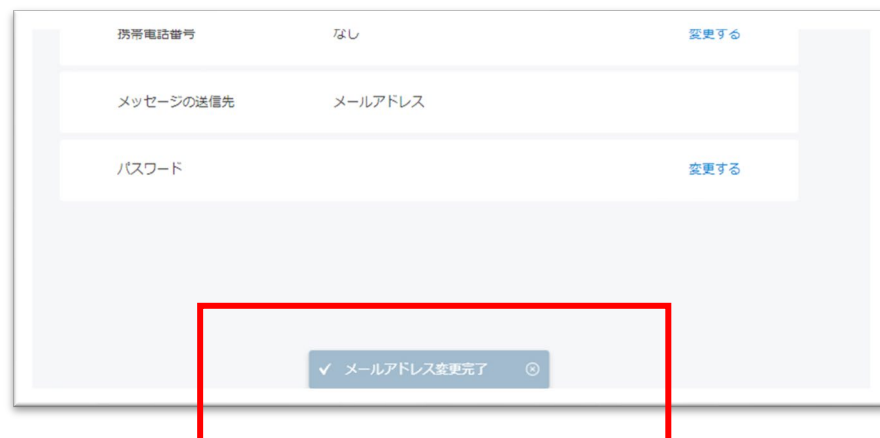 携帯電話番号 なし 変更する
メッセージの送信先 メールアドレス
パスワード 変更する
メールアドレス変更完了